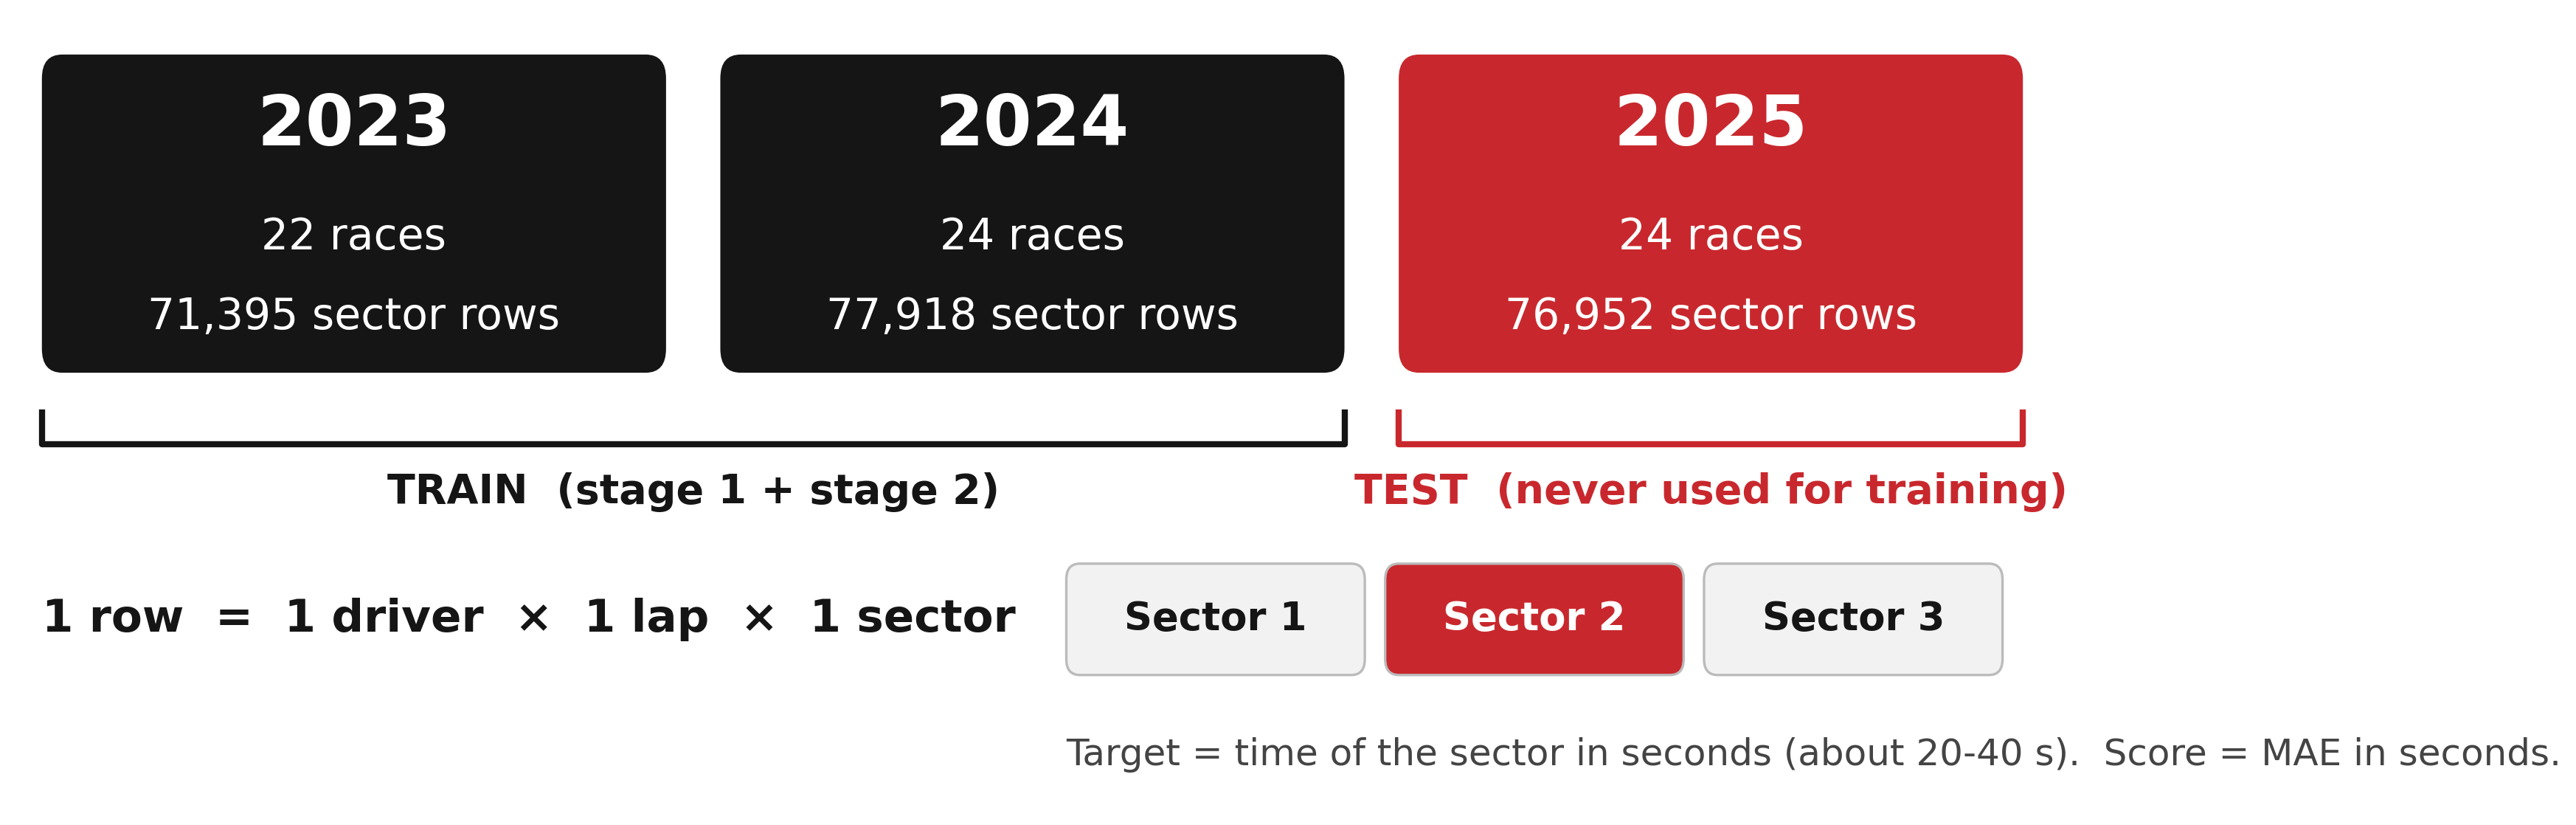 2023
22 races
71,395 sector rows
2024
24 races
77,918 sector rows
2025
24 races
76,952 sector rows
TRAIN (stage 1 + stage 2)
TEST (never used for training)
1 row = 1 driver × 1 lap × 1 sector
Sector 1
Sector 2
Sector 3
Target = time of the sector in seconds (about 20-40 s). Score = MAE in seconds.